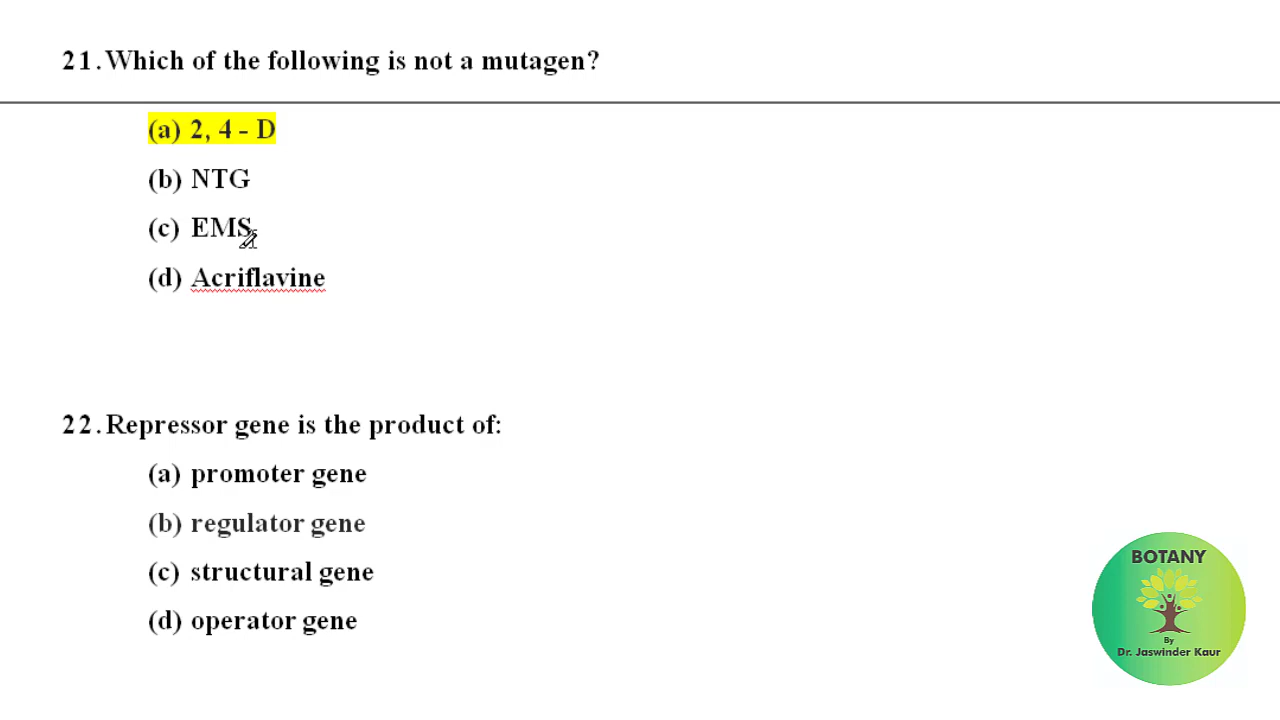 21.Which of the following is not a mutagen?
(a) 2, 4 - D
(b) NTG
(c) EMS
(d) Acriflavine
22.Repressor gene is the product of:
(a) promoter gene
(b) regulator gene
(c) structural gene
(d) operator gene
BOTANY
By
Dr. Jaswinder Kaur